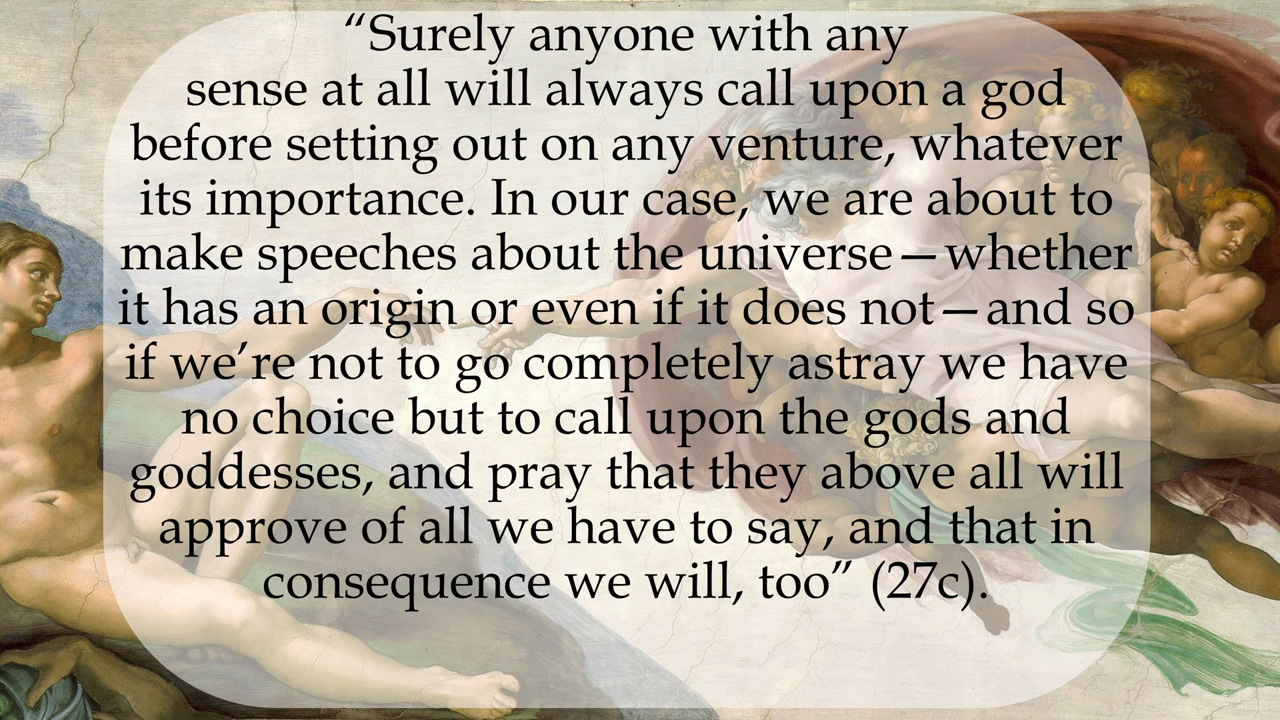 “Surely anyone with any
sense at all will always call upon a god
before setting out on any venture, whatever
its importance. In our case, we are about to
make speeches about the universe—whether
it has an origin or even if it does not—and so
if we’re not to go completely astray we have
no choice but to call upon the gods and
goddesses, and pray that they above all will
approve of all we have to say, and that in
consequence we will, too” (27c).